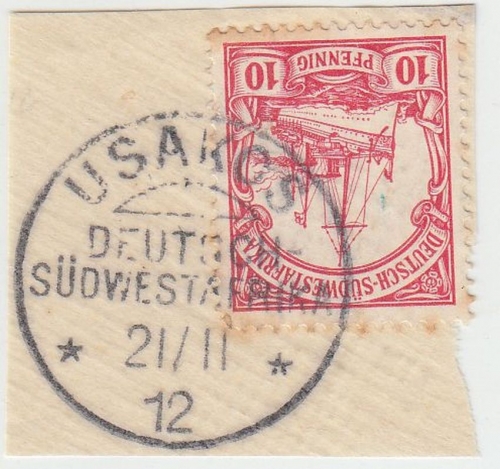 10 PFENNIG 10
DEUTSCH-SÜDWESTAFRIKA
USAKOS
DEUTSCH-
SÜDWESTAFRIKA
21/11
12